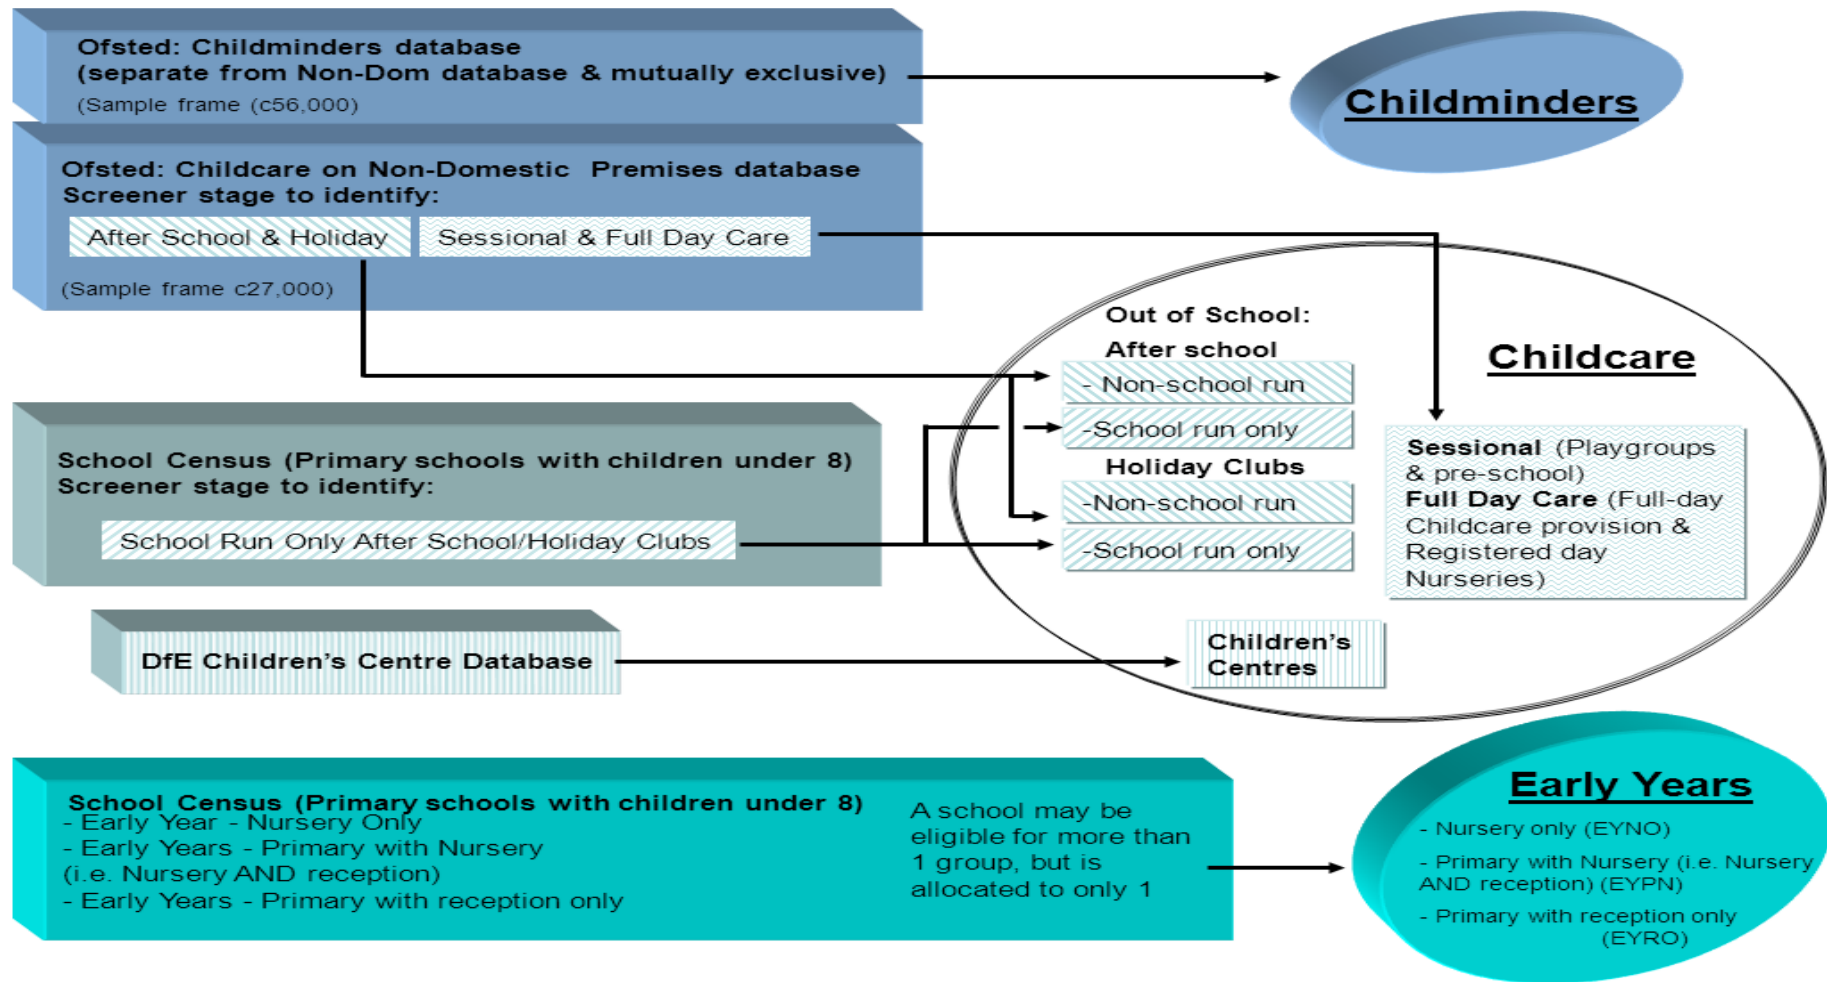 Ofsted: Childminders database
(separate from Non-Dom database & mutually exclusive)
(Sample frame (c56,000)
Childminders
Ofsted: Childcare on Non-Domestic Premises database
Screener stage to identify:
After School & Holiday
Sessional & Full Day Care
(Sample frame c27,000)
Out of School:
After school
- Non-school run
-School run only
Holiday Clubs
-Non-school run
-School run only
Childcare
Sessional (Playgroups
& pre-school)
Full Day Care (Full-day
Childcare provision &
Registered day
Nurseries)
School Census (Primary schools with children under 8)
Screener stage to identify:
School Run Only After School/Holiday Clubs
DfE Children's Centre Database
Children's
Centres
School Census (Primary schools with children under 8)
- Early Year - Nursery Only
- Early Years - Primary with Nursery
(i.e. Nursery AND reception)
- Early Years - Primary with reception only
A school may be
eligible for more than
1 group, but is
allocated to only 1
Early Years
- Nursery only (EYNO)
- Primary with Nursery (i.e. Nursery
AND reception) (EYPN)
- Primary with reception only
(EYRO)